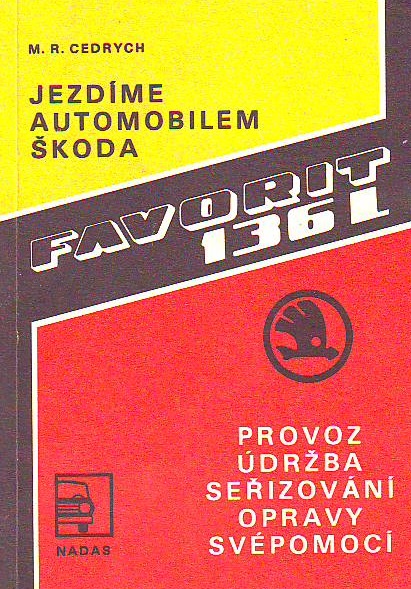 M. R. CEDRYCH
JEZDÍME
AUTOMOBILEM
ŠKODA
FAVORIT
136 L
PROVOZ
ÚDRŽBA
SEŘIZOVÁNÍ
OPRAVY
SVÉPOMOCÍ
NADAS